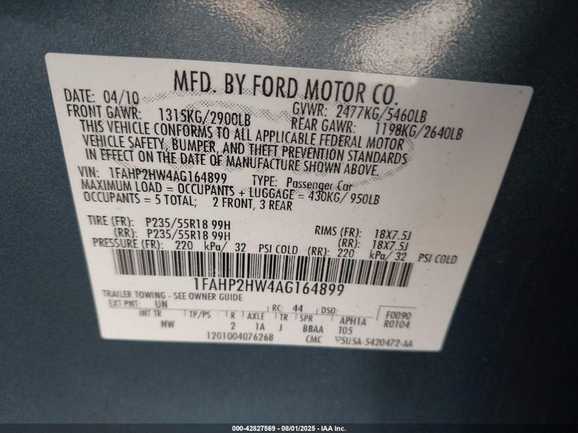 MFD. BY FORD MOTOR CO.
DATE: 04/10 GVWR: 2477KG/5460LB
FRONT GAWR: 1315KG/2900LB REAR GAWR: 1198KG/2640LB
THIS VEHICLE CONFORMS TO ALL APPLICABLE FEDERAL MOTOR
VEHICLE SAFETY, BUMPER, AND THEFT PREVENTION STANDARDS
IN EFFECT ON THE DATE OF MANUFACTURE SHOWN ABOVE.
VIN: 1FAHP2HW4AG164899 TYPE: Passenger Car
MAXIMUM LOAD = OCCUPANTS + LUGGAGE = 430KG/950LB
OCCUPANTS = 5 TOTAL; 2 FRONT, 3 REAR
TIRE (FR): P235/55R18 99H RIMS (FR): 18X7.5J
(RR): P235/55R18 99H (RR): 18X7.5J
PRESSURE (FR): 220 kPa/ 32 PSI COLD (RR): 220 kPa/ 32 PSI COLD
1FAHP2HW4AG164899
TRAILER TOWING - SEE OWNER GUIDE
EXT PNT: UN RC: 44 DSO: F0090
INT TR TP/PS R AXLE TR SPR APH1A R0104
NW 2 1A J BBAA 105
12010040762​68 CMC 5U5A-5420472-AA
000-42827569 - 08/01/2025 - IAA Inc.